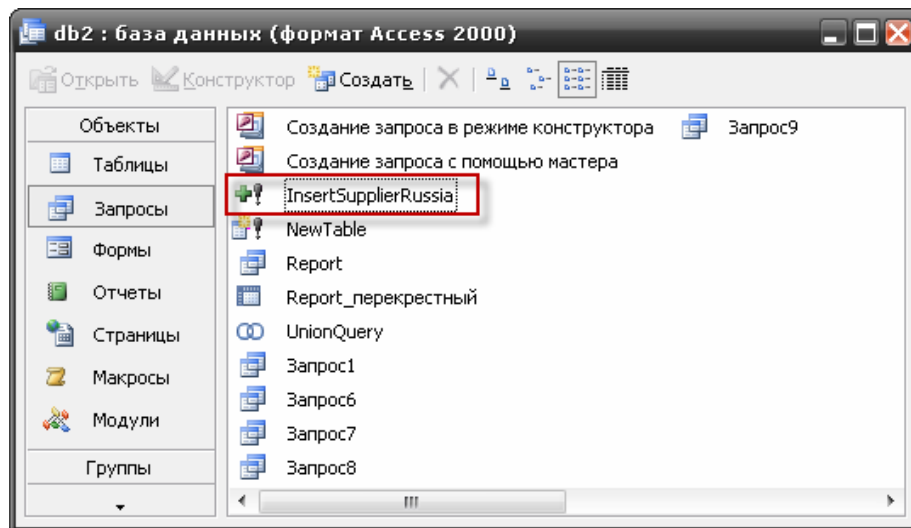 db2 : база данных (формат Access 2000)
Открыть Конструктор Создать
Объекты
Таблицы
Запросы
Формы
Отчеты
Страницы
Макросы
Модули
Группы
Создание запроса в режиме конструктора
Создание запроса с помощью мастера
InsertSupplierRussia
NewTable
Report
Report_перекрестный
UnionQuery
Запрос1
Запрос6
Запрос7
Запрос8
Запрос9